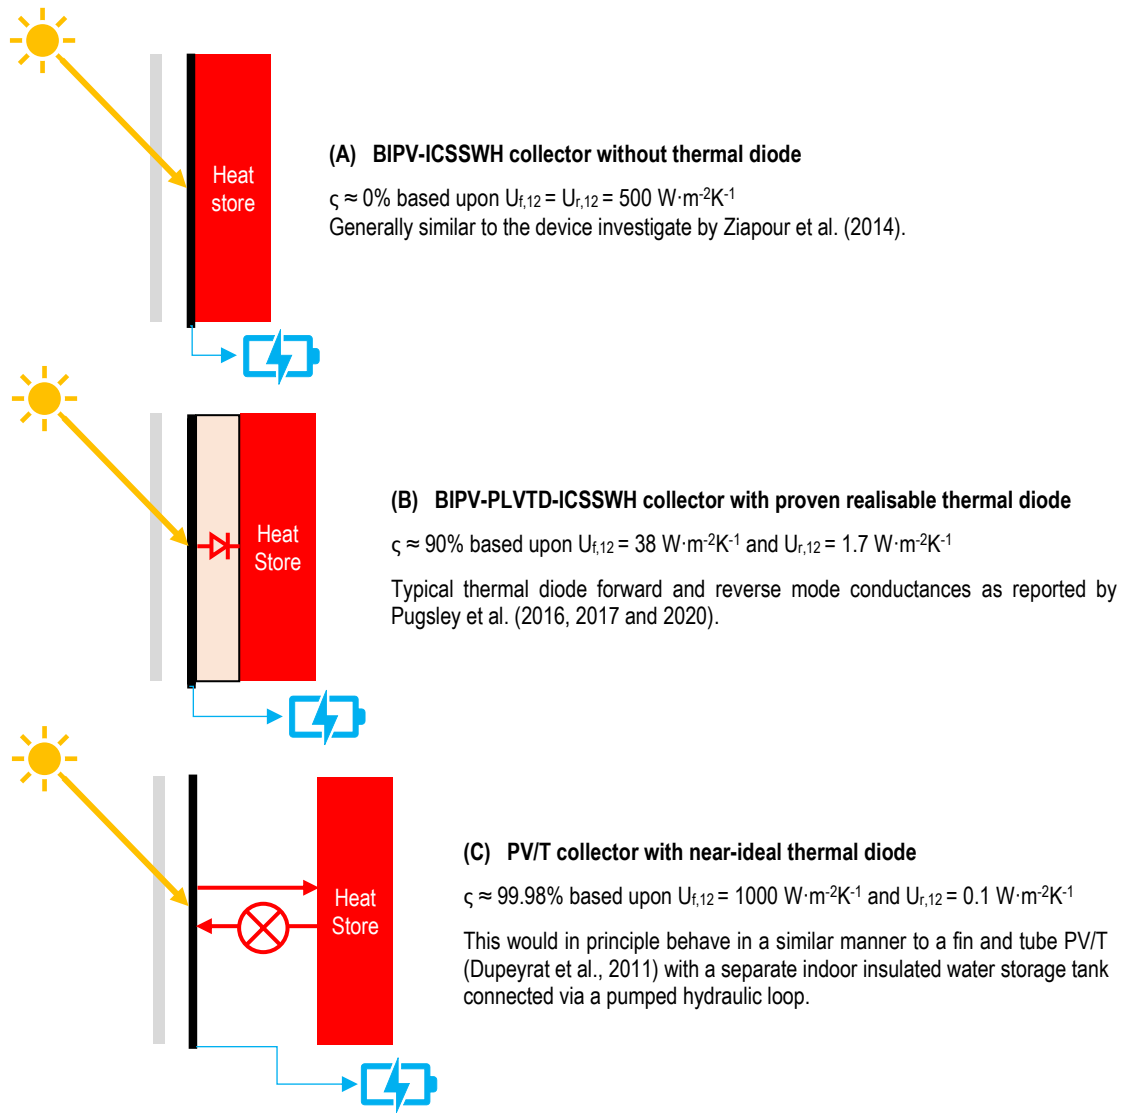 (A) BIPV-ICSSWH collector without thermal diode
ς ≈ 0% based upon Uf,12 = Ur,12 = 500 W·m-2K-1
Generally similar to the device investigate by Ziapour et al. (2014).
Heat
store
(B) BIPV-PLVTD-ICSSWH collector with proven realisable thermal diode
ς ≈ 90% based upon Uf,12 = 38 W·m-2K-1 and Ur,12 = 1.7 W·m-2K-1
Typical thermal diode forward and reverse mode conductances as reported by
Pugsley et al. (2016, 2017 and 2020).
Heat
Store
(C) PV/T collector with near-ideal thermal diode
ς ≈ 99.98% based upon Uf,12 = 1000 W·m-2K-1 and Ur,12 = 0.1 W·m-2K-1
This would in principle behave in a similar manner to a fin and tube PV/T
(Dupeyrat et al., 2011) with a separate indoor insulated water storage tank
connected via a pumped hydraulic loop.
Heat
Store